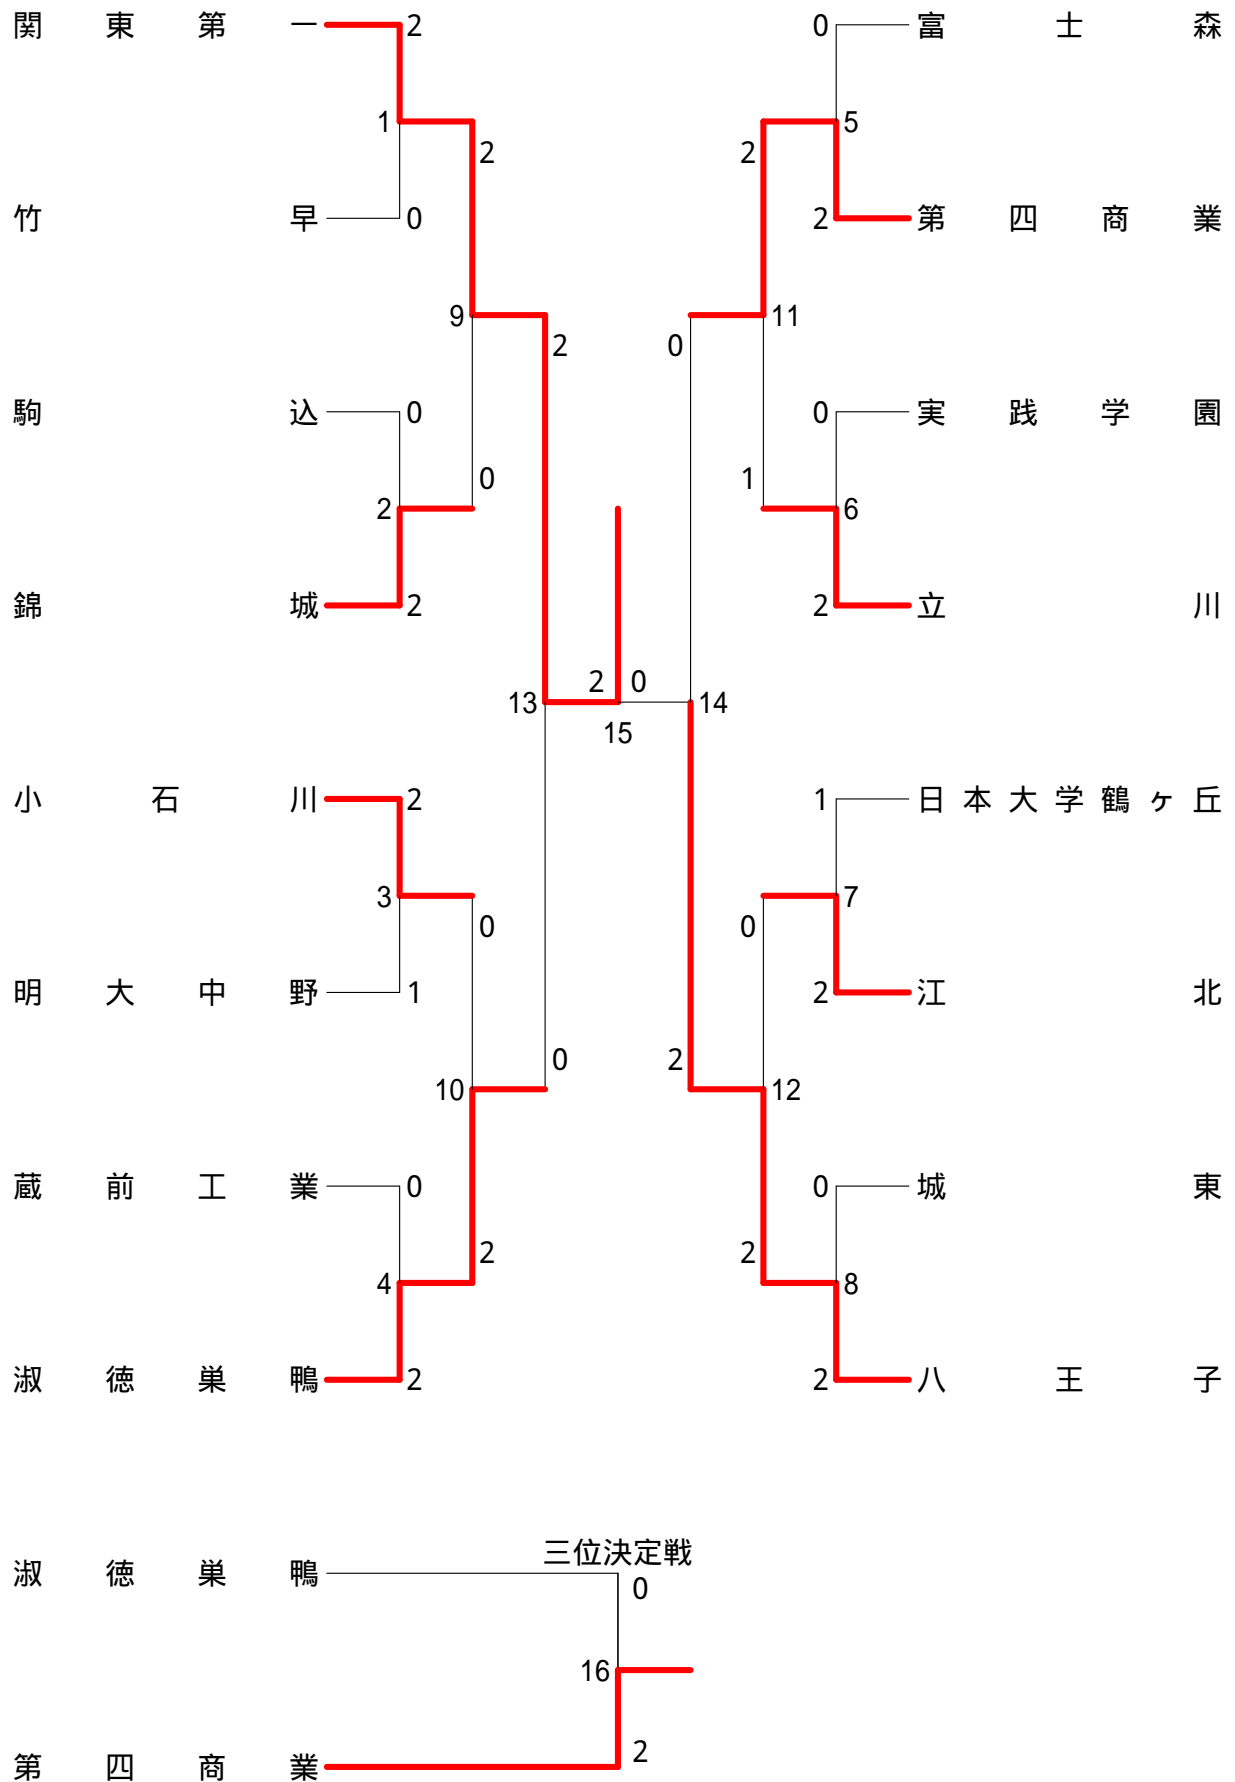 関東第一 2 0 富士森
1 5
2 2
竹早 0 2 第四商業
9 11
2 0
駒込 0 0 実践学園
0 1
2 6
錦城 2 2 立川
2 0
13 14
15
小石川 2 1 日本大学鶴ヶ丘
3 7
0 0
明大中野 1 2 江北
0 2
10 12
蔵前工業 0 0 城東
2 2
4 8
淑徳巣鴨 2 2 八王子
三位決定戦
淑徳巣鴨 0
16
第四商業 2